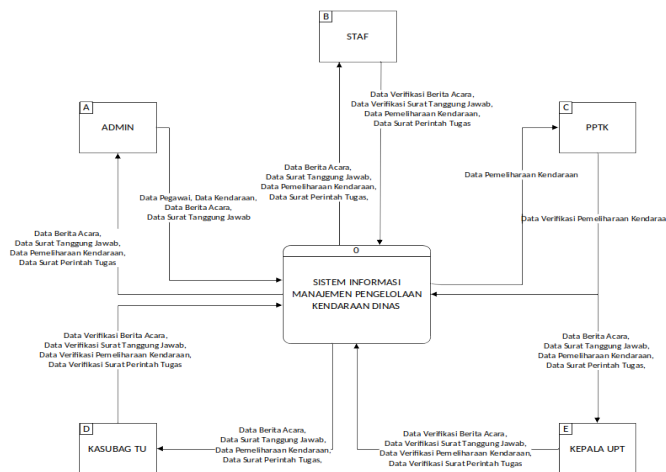 B
STAF
Data Verifikasi Berita Acara,
Data Verifikasi Surat Tanggung Jawab,
Data Pemeliharaan Kendaraan,
Data Surat Perintah Tugas
A
ADMIN
C
PPTK
Data Berita Acara,
Data Surat Tanggung Jawab,
Data Pemeliharaan Kendaraan,
Data Surat Perintah Tugas,
Data Pemeliharaan Kendaraan
Data Pegawai, Data Kendaraan,
Data Berita Acara,
Data Surat Tanggung Jawab
Data Verifikasi Pemeliharaan Kendaraa
Data Berita Acara,
Data Surat Tanggung Jawab,
Data Pemeliharaan Kendaraan,
Data Surat Perintah Tugas
0
SISTEM INFORMASI
MANAJEMEN PENGELOLAAN
KENDARAAN DINAS
Data Verifikasi Berita Acara,
Data Verifikasi Surat Tanggung Jawab,
Data Verifikasi Pemeliharaan Kendaraan,
Data Verifikasi Surat Perintah Tugas
Data Berita Acara,
Data Surat Tanggung Jawab,
Data Pemeliharaan Kendaraan,
Data Surat Perintah Tugas,
D
KASUBAG TU
Data Berita Acara,
Data Surat Tanggung Jawab,
Data Pemeliharaan Kendaraan,
Data Surat Perintah Tugas,
Data Verifikasi Berita Acara,
Data Verifikasi Surat Tanggung Jawab,
Data Verifikasi Pemeliharaan Kendaraan,
Data Verifikasi Surat Perintah Tugas
E
KEPALA UPT